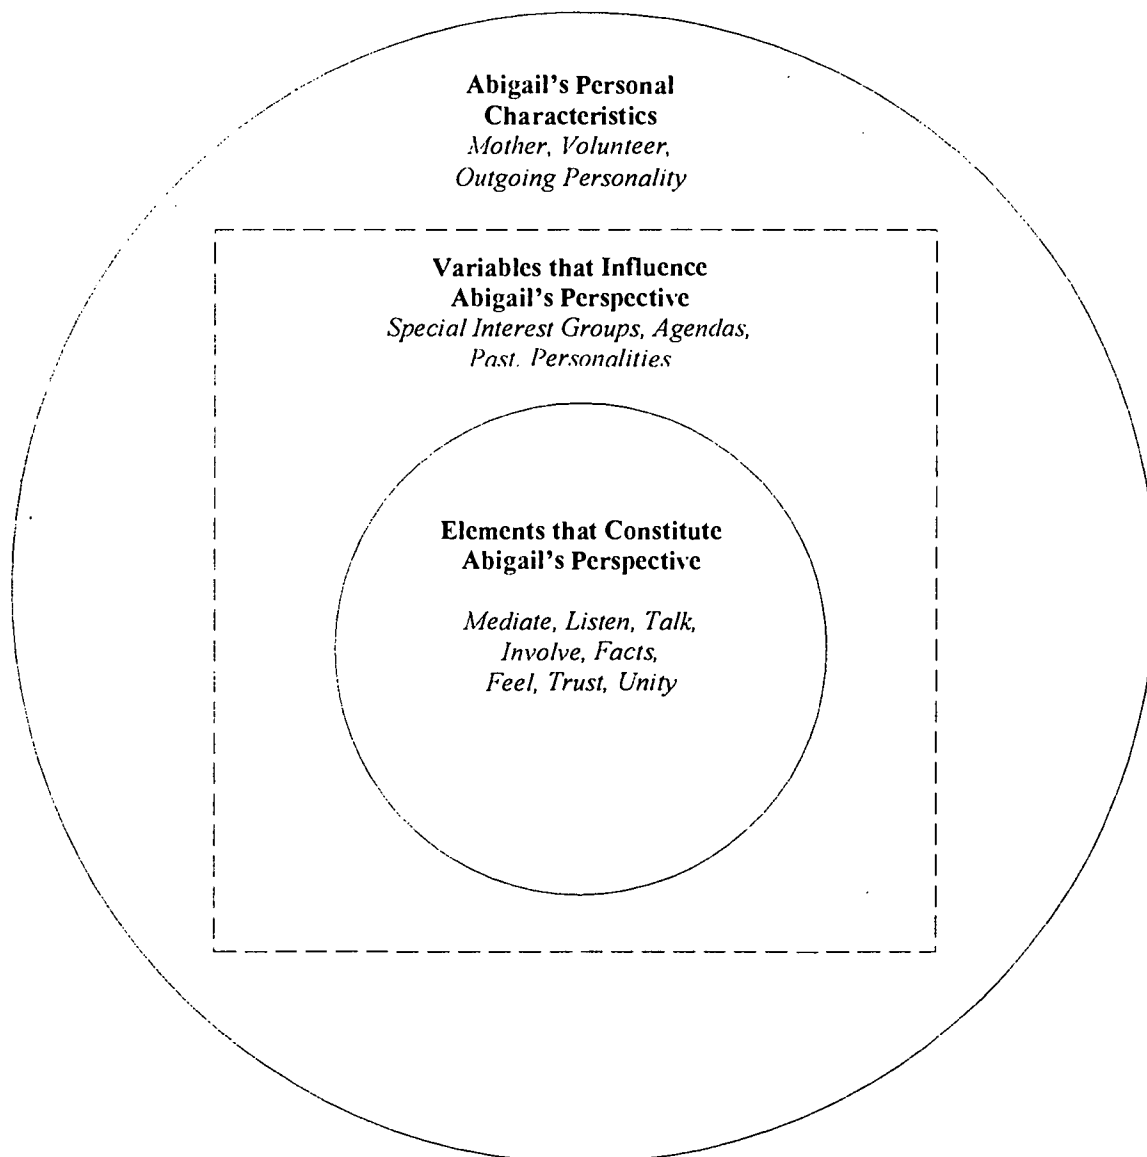 Abigail's Personal
Characteristics
Mother, Volunteer,
Outgoing Personality
Variables that Influence
Abigail's Perspective
Special Interest Groups, Agendas,
Past, Personalities
Elements that Constitute
Abigail's Perspective
Mediate, Listen, Talk,
Involve, Facts,
Feel, Trust, Unity